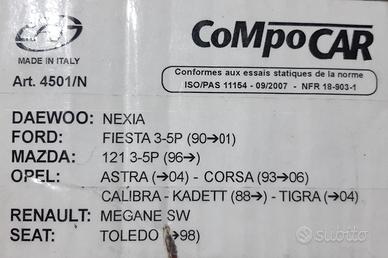 CoMpoCAR
MADE IN ITALY
Art. 4501/N
Conformes aux essais statiques de la norme
ISO/PAS 11154 - 09/2007 - NFR 18-903-1
DAEWOO: NEXIA
FORD: FIESTA 3-5P (90➔01)
MAZDA: 121 3-5P (96➔)
OPEL: ASTRA (➔04) - CORSA (93➔06)
CALIBRA - KADETT (88➔) - TIGRA (➔04)
RENAULT: MEGANE SW
SEAT: TOLEDO (➔98)
subito